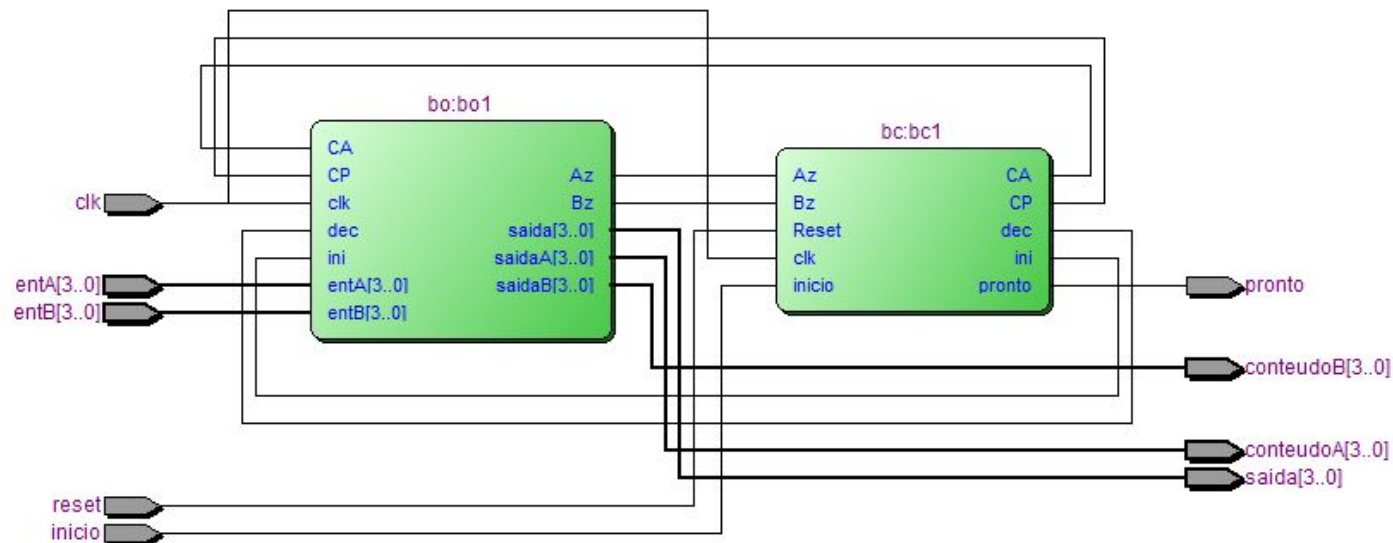 bo:bo1
bc:bc1
CA
CP
clk
dec
ini
entA[3..0]
entB[3..0]
Az
Bz
saida[3..0]
saidaA[3..0]
saidaB[3..0]
Az
Bz
Reset
clk
inicio
CA
CP
dec
ini
pronto
clk
entA[3..0]
entB[3..0]
reset
inicio
pronto
conteudoB[3..0]
conteudoA[3..0]
saida[3..0]